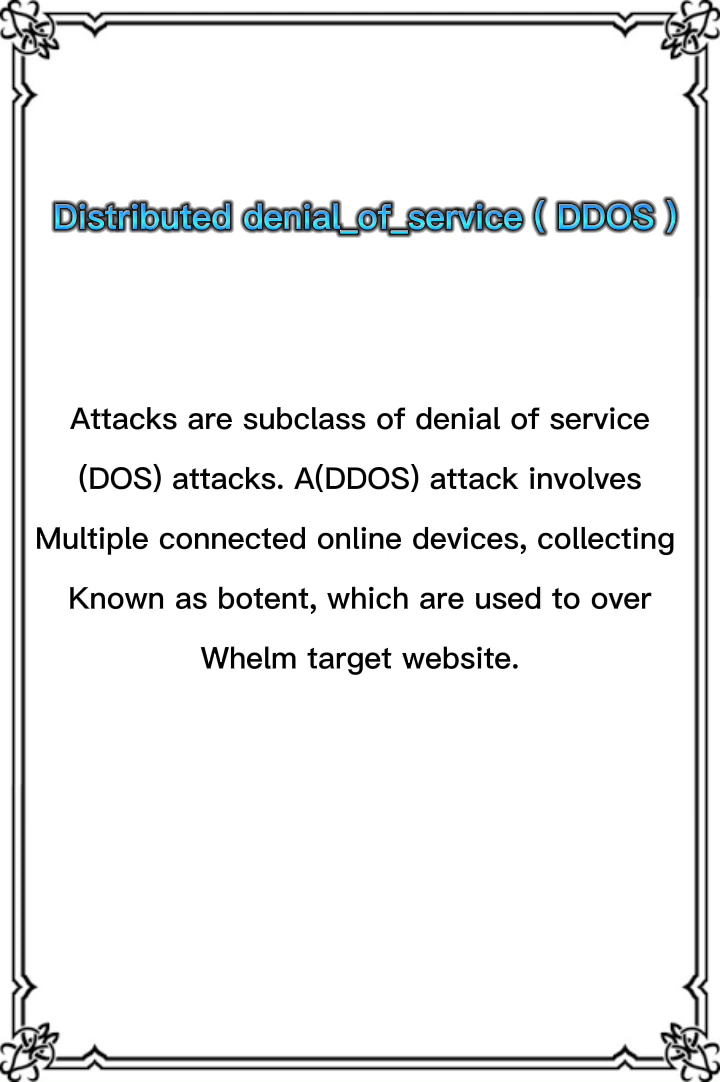 Distributed denial_of_service ( DDOS )
Attacks are subclass of denial of service
(DOS) attacks. A(DDOS) attack involves
Multiple connected online devices, collecting
Known as botent, which are used to over
Whelm target website.